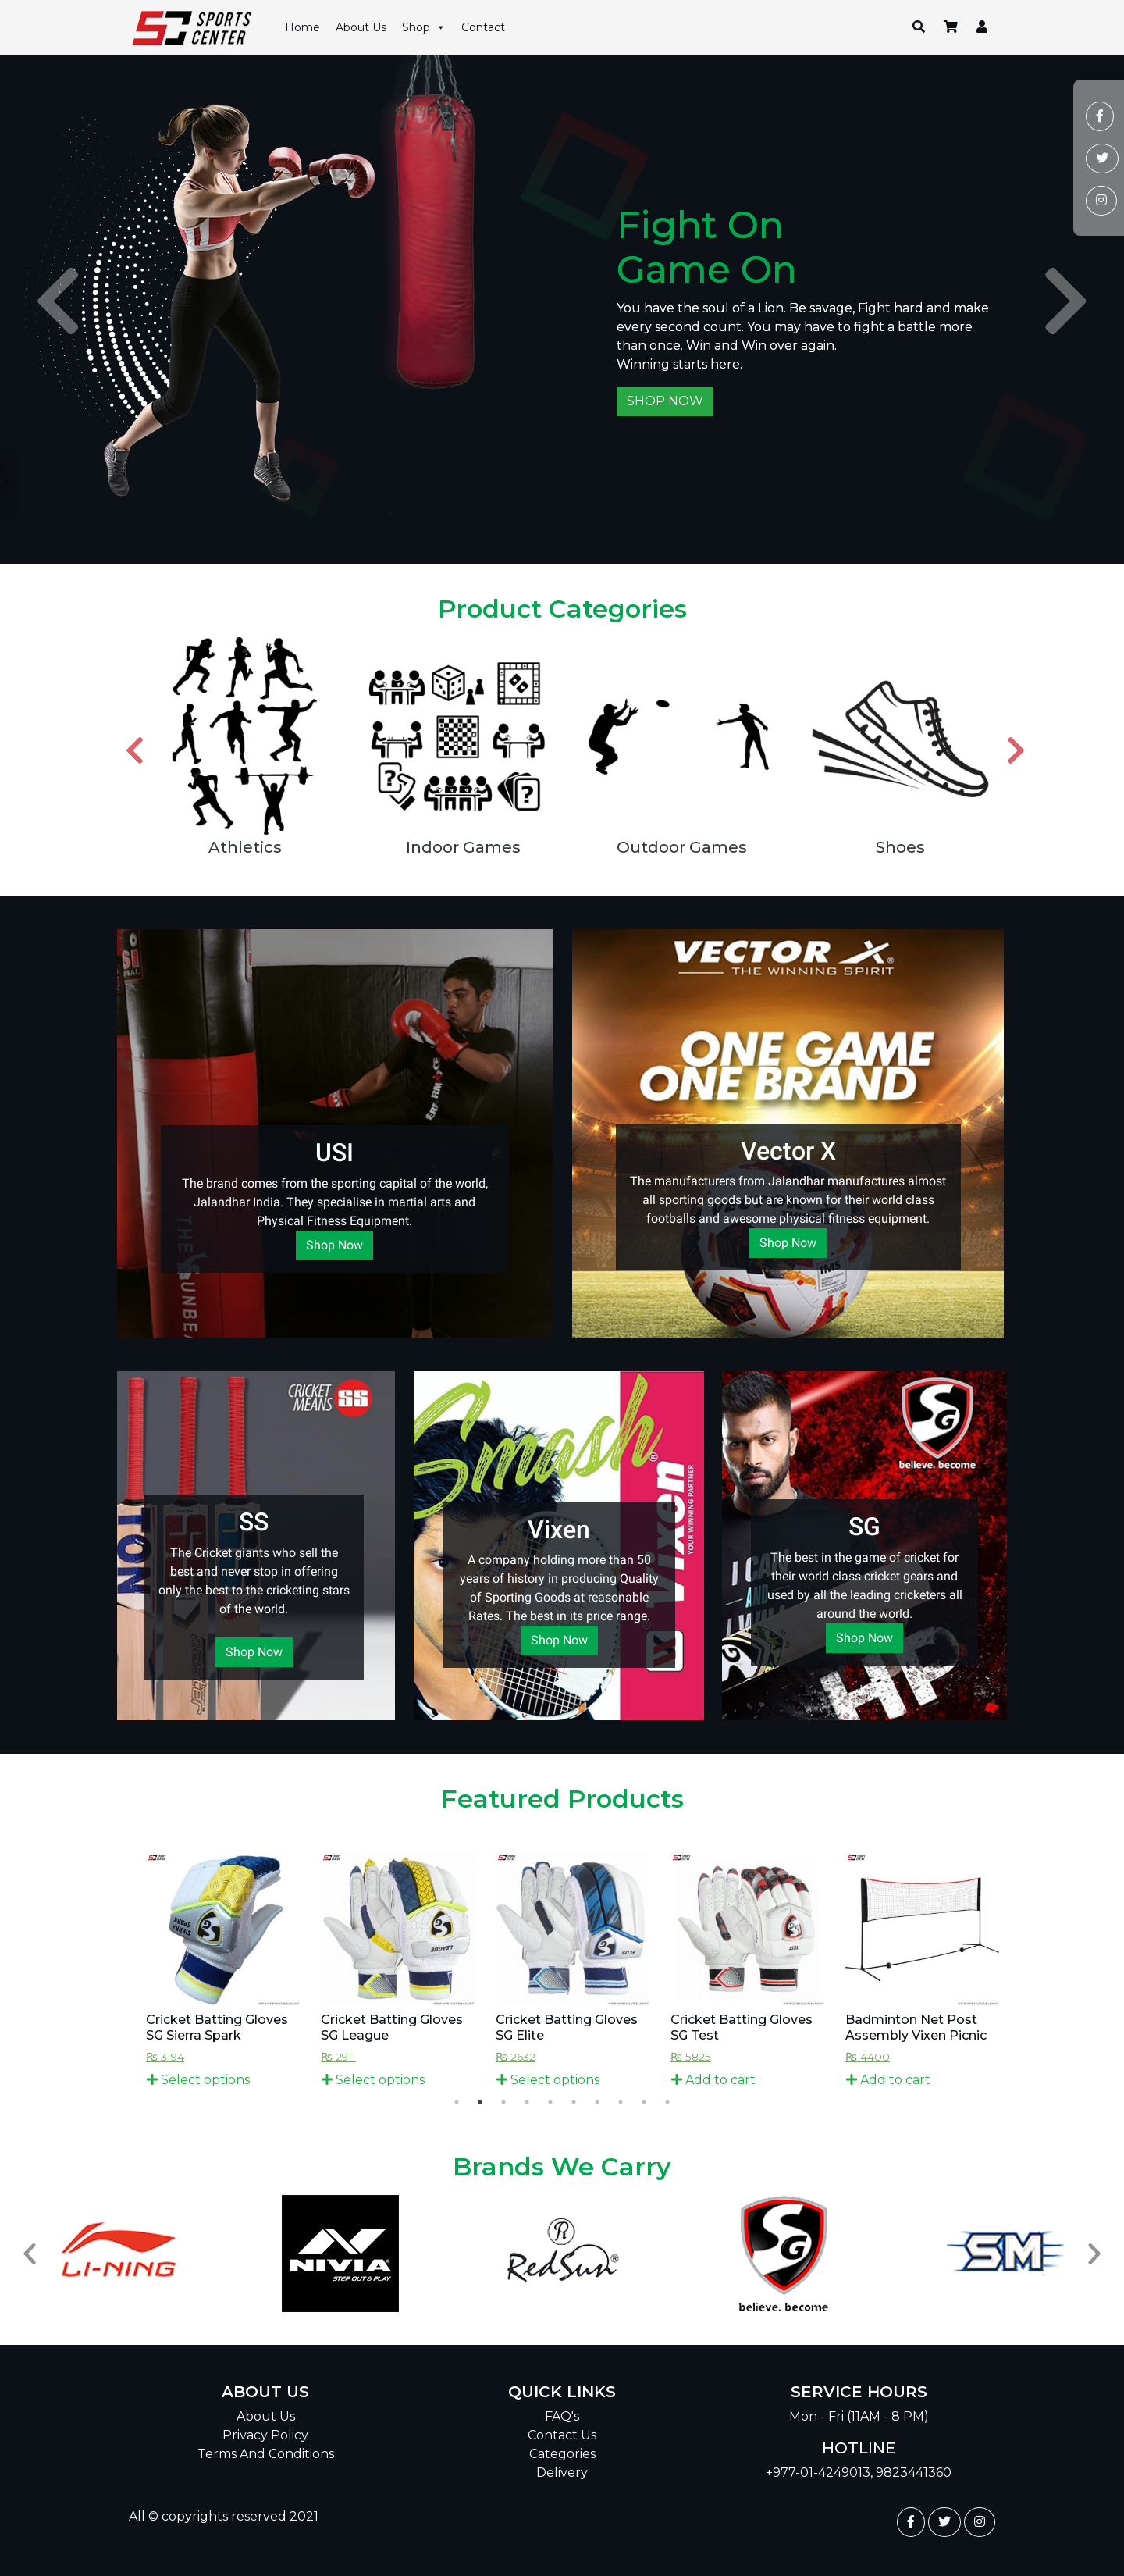 SPORTS
CENTER
Home About Us Shop Contact
Fight On
Game On
You have the soul of a Lion. Be savage, Fight hard and make
every second count. You may have to fight a battle more
than once. Win and Win over again.
Winning starts here.
SHOP NOW
Product Categories
Athletics
Indoor Games
Outdoor Games
Shoes
USI
The brand comes from the sporting capital of the world,
Jalandhar India. They specialise in martial arts and
Physical Fitness Equipment.
Shop Now
VECTOR X
THE WINNING SPIRIT
ONE GAME
ONE BRAND
Vector X
The manufacturers from Jalandhar manufactures almost
all sporting goods but are known for their world class
footballs and awesome physical fitness equipment.
Shop Now
CRICKET
MEANS SS
SS
The Cricket giants who sell the
best and never stop in offering
only the best to the cricketing stars
of the world.
Shop Now
Smash
Vixen
YOUR WINNING PARTNER
Vixen
A company holding more than 50
years of history in producing Quality
of Sporting Goods at reasonable
Rates. The best in its price range.
Shop Now
SG
believe. become
SG
The best in the game of cricket for
their world class cricket gears and
used by all the leading cricketers all
around the world.
Shop Now
Featured Products
Cricket Batting Gloves
SG Sierra Spark
₨ 3194
Select options
Cricket Batting Gloves
SG League
₨ 2911
Select options
Cricket Batting Gloves
SG Elite
₨ 2632
Select options
Cricket Batting Gloves
SG Test
₨ 5825
Add to cart
Badminton Net Post
Assembly Vixen Picnic
₨ 4400
Add to cart
Brands We Carry
LI-NING
NIVIA
STEP OUT & PLAY
R
RedSun®
SG
believe. become
SM
ABOUT US
About Us
Privacy Policy
Terms And Conditions
QUICK LINKS
FAQ's
Contact Us
Categories
Delivery
SERVICE HOURS
Mon - Fri (11AM - 8 PM)
HOTLINE
+977-01-4249013, 9823441360
All © copyrights reserved 2021